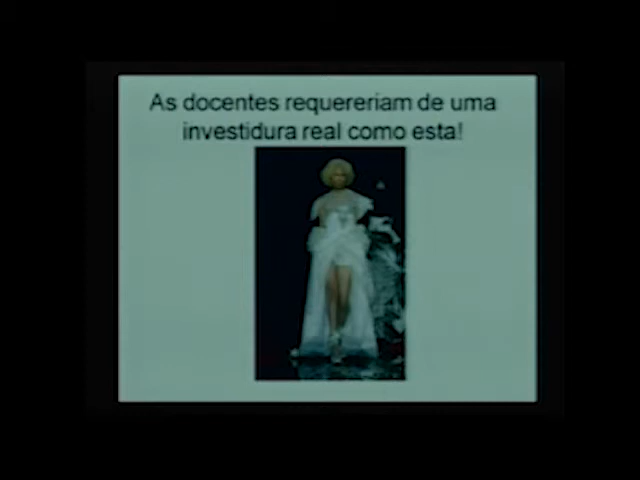 As docentes requereriam de uma
investidura real como esta!